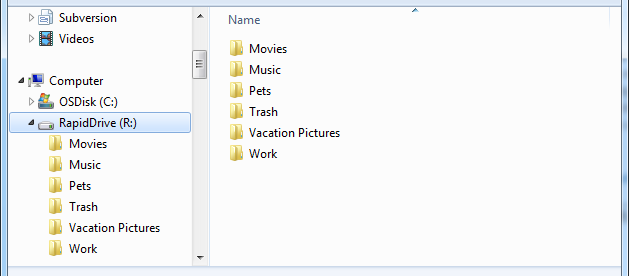 Subversion
Videos
Computer
OSDisk (C:)
RapidDrive (R:)
Movies
Music
Pets
Trash
Vacation Pictures
Work
Name
Movies
Music
Pets
Trash
Vacation Pictures
Work